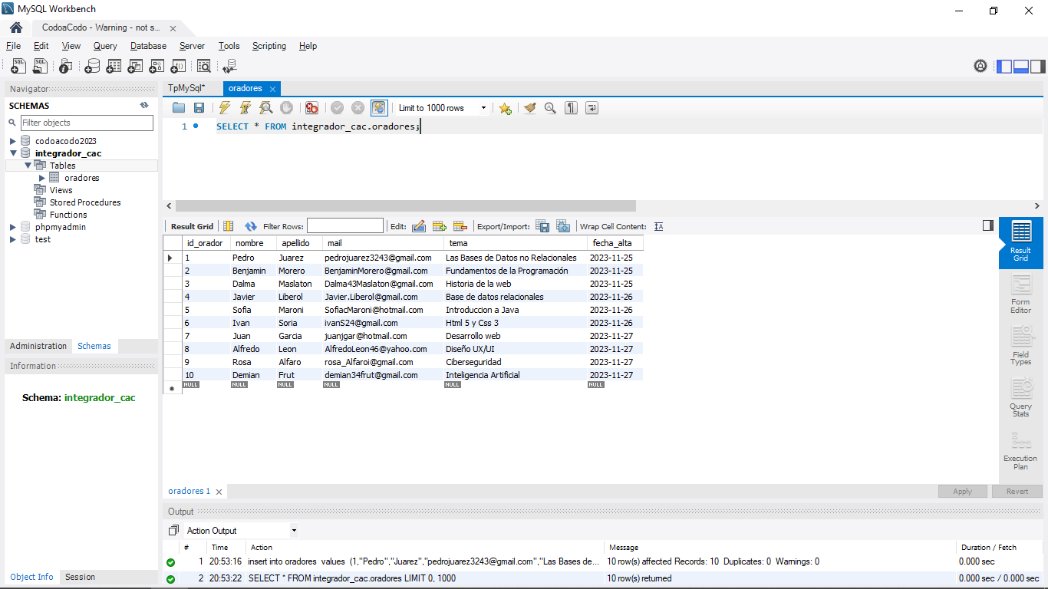 MySQL Workbench
CodoaCodo - Warning - not s...
File Edit View Query Database Server Tools Scripting Help
Navigator
SCHEMAS
Filter objects
codoacodo2023
integrador_cac
Tables
oradores
Views
Stored Procedures
Functions
phpmyadmin
test
Administration Schemas
Information
Schema: integrador_cac
Object Info Session
TpMySql* oradores
Limit to 1000 rows
1 SELECT * FROM integrador_cac.oradores;
Result Grid Filter Rows: Edit: Export/Import: Wrap Cell Content:
id_orador nombre apellido mail tema fecha_alta
1 Pedro Juarez pedrojuarez3243@gmail.com Las Bases de Datos no Relacionales 2023-11-25
2 Benjamin Morero BenjaminMorero@gmail.com Fundamentos de la Programación 2023-11-25
3 Dalma Maslaton Dalma43Maslaton@gmail.com Historia de la web 2023-11-25
4 Javier Liberol Javier.Liberol@gmail.com Base de datos relacionales 2023-11-26
5 Sofia Maroni SofiacMaroni@hotmail.com Introduccion a Java 2023-11-26
6 Ivan Soria ivanS24@gmail.com Html 5 y Css 3 2023-11-26
7 Juan Garcia juanjgar@hotmail.com Desarrollo web 2023-11-27
8 Alfredo Leon AlfredoLeon46@yahoo.com Diseño UX/UI 2023-11-27
9 Rosa Alfaro rosa_Alfaroi@gmail.com Ciberseguridad 2023-11-27
10 Demian Frut demian34frut@gmail.com Inteligencia Artificial 2023-11-27
NULL NULL NULL NULL NULL NULL
Result
Grid
Form
Editor
Field
Types
Query
Stats
Execution
Plan
oradores 1 Apply Revert
Output
Action Output
# Time Action Message Duration / Fetch
1 20:53:16 insert into oradores values (1,"Pedro","Juarez","pedrojuarez3243@gmail.com","Las Bases de... 10 row(s) affected Records: 10 Duplicates: 0 Warnings: 0 0.000 sec
2 20:53:22 SELECT * FROM integrador_cac.oradores LIMIT 0, 1000 10 row(s) returned 0.000 sec / 0.000 sec